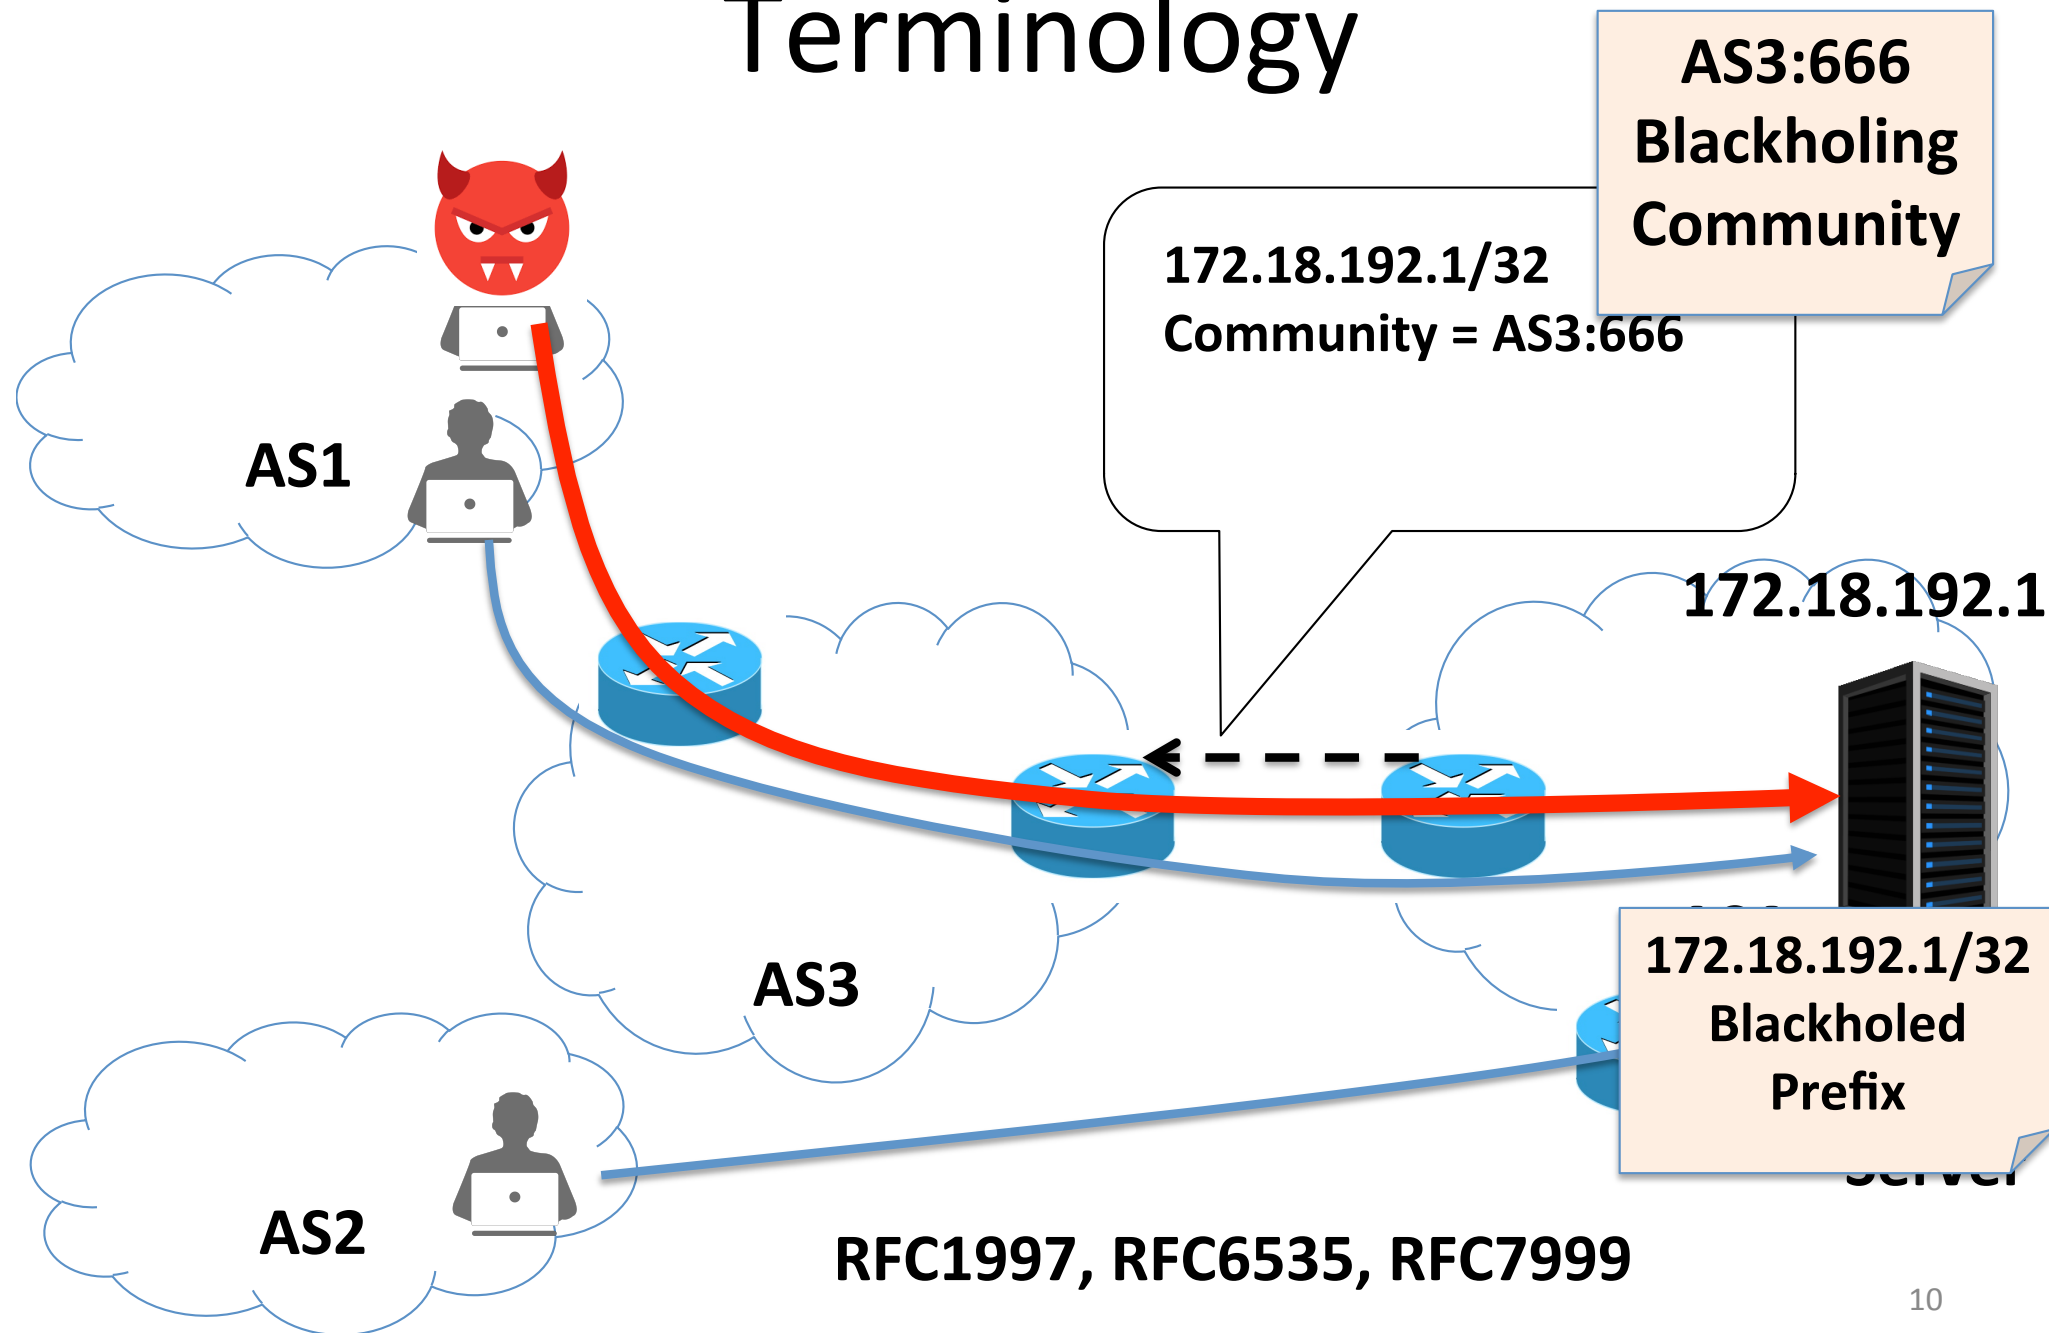 Terminology
AS3:666
Blackholing
Community
172.18.192.1/32
Community = AS3:666
AS1
172.18.192.1
AS3
172.18.192.1/32
Blackholed
Prefix
AS2
RFC1997, RFC6535, RFC7999
10